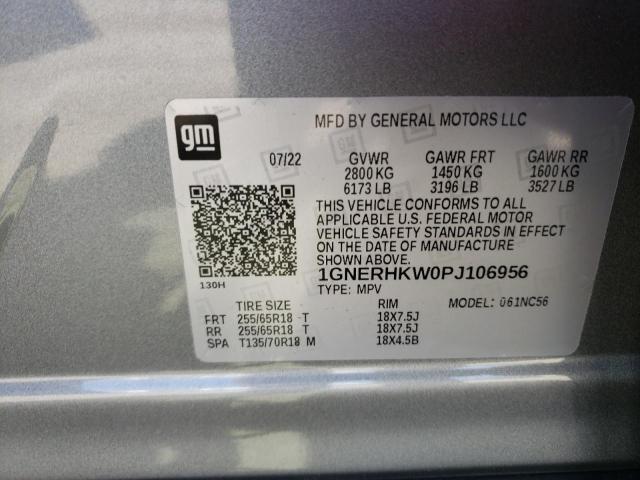 gm
MFD BY GENERAL MOTORS LLC
07/22 GVWR GAWR FRT GAWR RR
2800 KG 1450 KG 1600 KG
6173 LB 3196 LB 3527 LB
THIS VEHICLE CONFORMS TO ALL
APPLICABLE U.S. FEDERAL MOTOR
VEHICLE SAFETY STANDARDS IN EFFECT
ON THE DATE OF MANUFACTURE
SHOWN ABOVE.
130H
1GNERHKW0PJ106956
TYPE: MPV
TIRE SIZE RIM MODEL: 061NC56
FRT 255/65R18 T 18X7.5J
RR 255/65R18 T 18X7.5J
SPA T135/70R18 M 18X4.5B